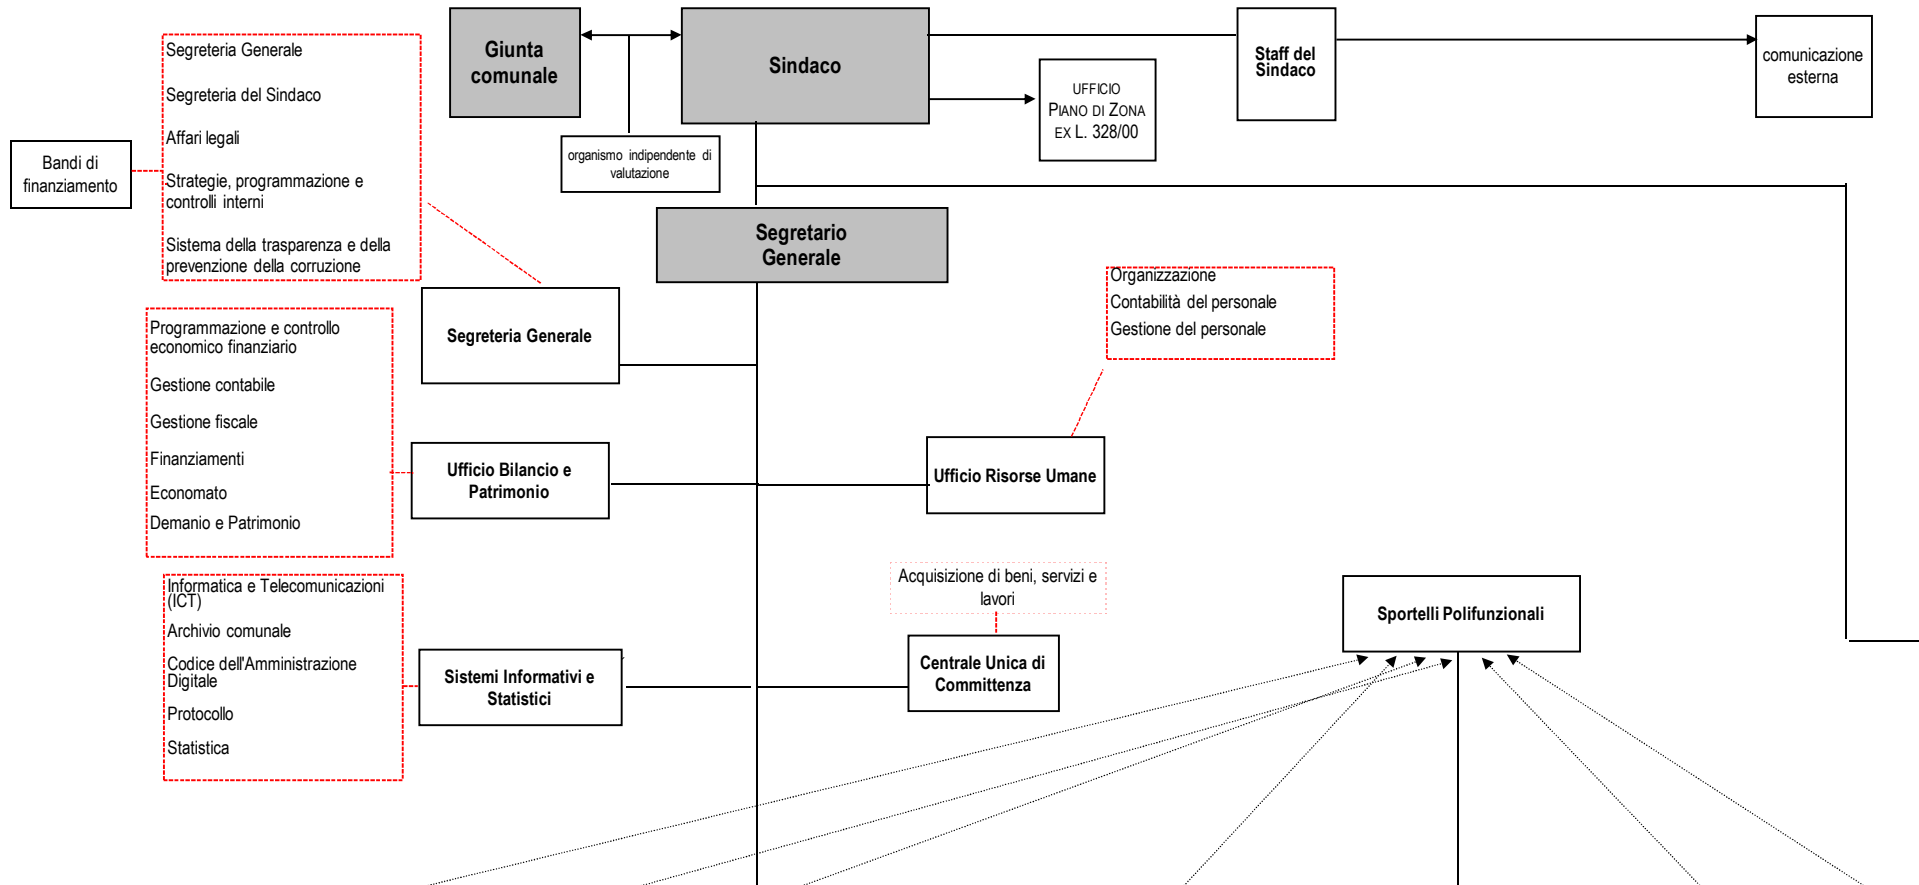 Giunta
comunale
Sindaco
Staff del
Sindaco
comunicazione
esterna
UFFICIO
PIANO DI ZONA
EX L. 328/00
organismo indipendente di
valutazione
Segreteria Generale
Segreteria del Sindaco
Affari legali
Strategie, programmazione e
controlli interni
Sistema della trasparenza e della
prevenzione della corruzione
Bandi di
finanziamento
Segretario
Generale
Segreteria Generale
Organizzazione
Contabilità del personale
Gestione del personale
Programmazione e controllo
economico finanziario
Gestione contabile
Gestione fiscale
Finanziamenti
Economato
Demanio e Patrimonio
Ufficio Bilancio e
Patrimonio
Ufficio Risorse Umane
Informatica e Telecomunicazioni
(ICT)
Archivio comunale
Codice dell'Amministrazione
Digitale
Protocollo
Statistica
Sistemi Informativi e
Statistici
Acquisizione di beni, servizi e
lavori
Centrale Unica di
Committenza
Sportelli Polifunzionali